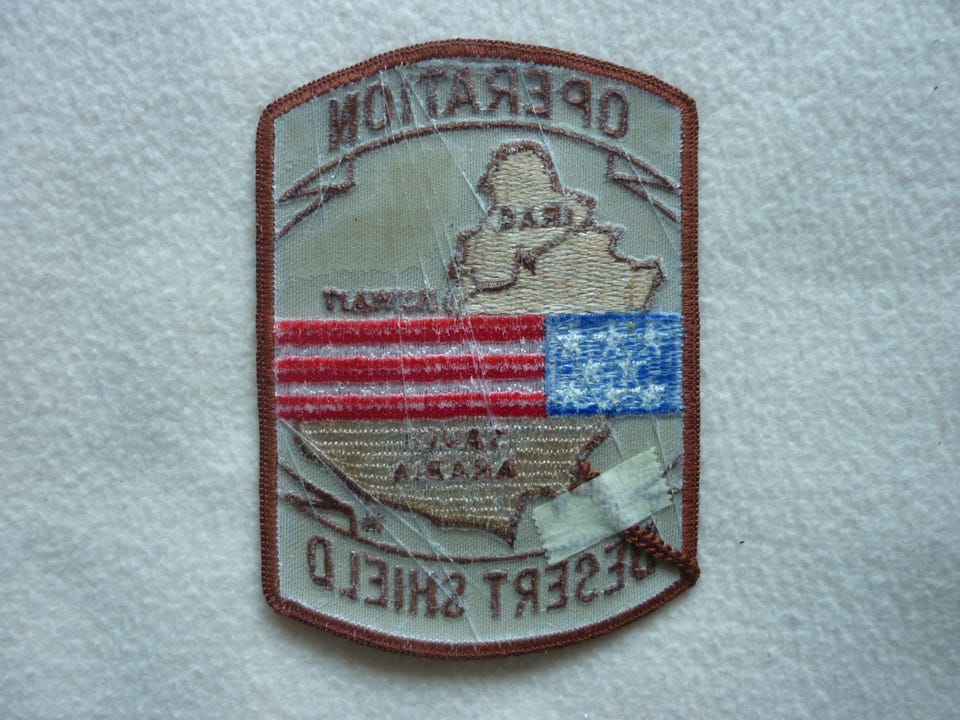 OPERATION
IRAQ
N
KUWAIT
SAUDI
ARABIA
DESERT SHIELD